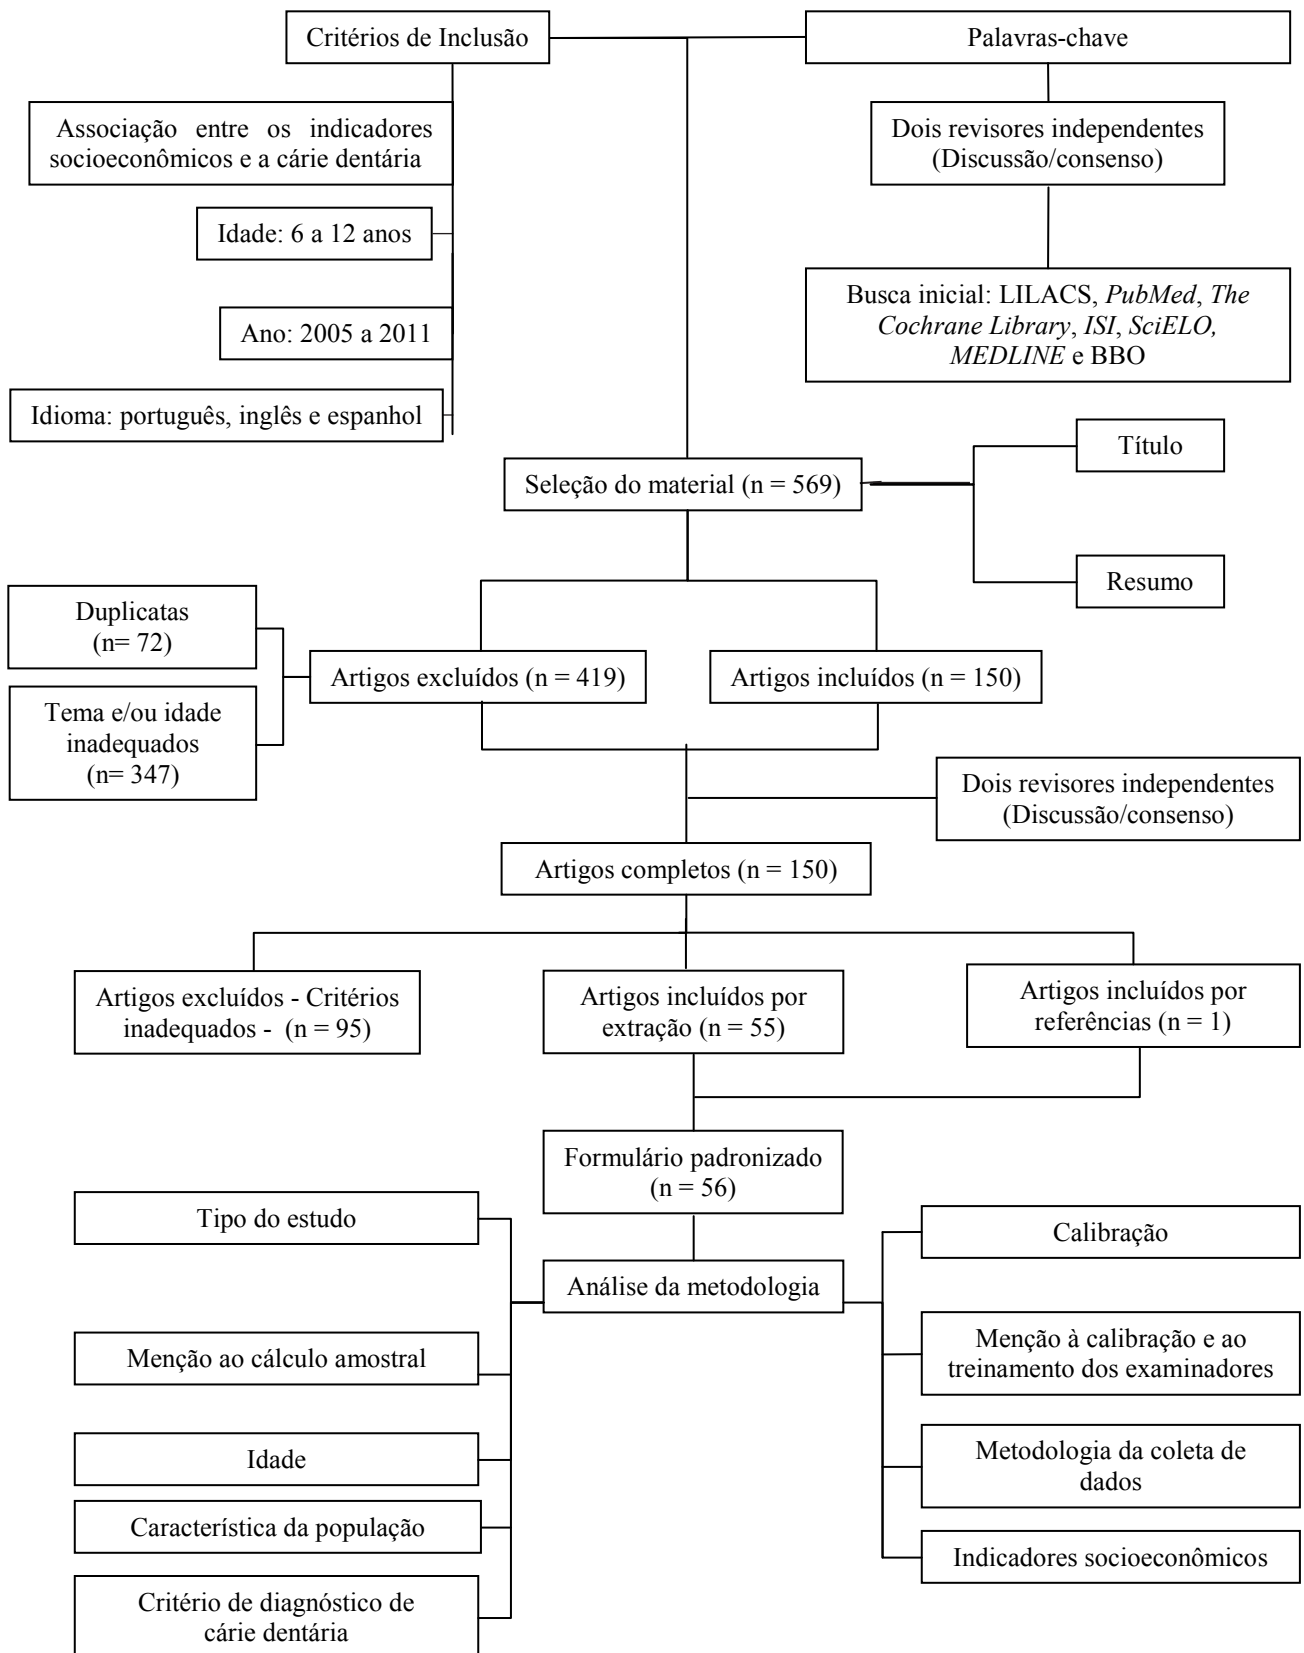 Critérios de Inclusão
Palavras-chave
Associação entre os indicadores
socioeconômicos e a cárie dentária
Dois revisores independentes
(Discussão/consenso)
Idade: 6 a 12 anos
Ano: 2005 a 2011
Busca inicial: LILACS, PubMed, The
Cochrane Library, ISI, SciELO,
MEDLINE e BBO
Idioma: português, inglês e espanhol
Seleção do material (n = 569)
Título
Resumo
Duplicatas
(n= 72)
Tema e/ou idade
inadequados
(n= 347)
Artigos excluídos (n = 419)
Artigos incluídos (n = 150)
Dois revisores independentes
(Discussão/consenso)
Artigos completos (n = 150)
Artigos excluídos - Critérios
inadequados -  (n = 95)
Artigos incluídos por
extração (n = 55)
Artigos incluídos por
referências (n = 1)
Formulário padronizado
(n = 56)
Análise da metodologia
Tipo do estudo
Menção ao cálculo amostral
Idade
Característica da população
Critério de diagnóstico de
cárie dentária
Calibração
Menção à calibração e ao
treinamento dos examinadores
Metodologia da coleta de
dados
Indicadores socioeconômicos